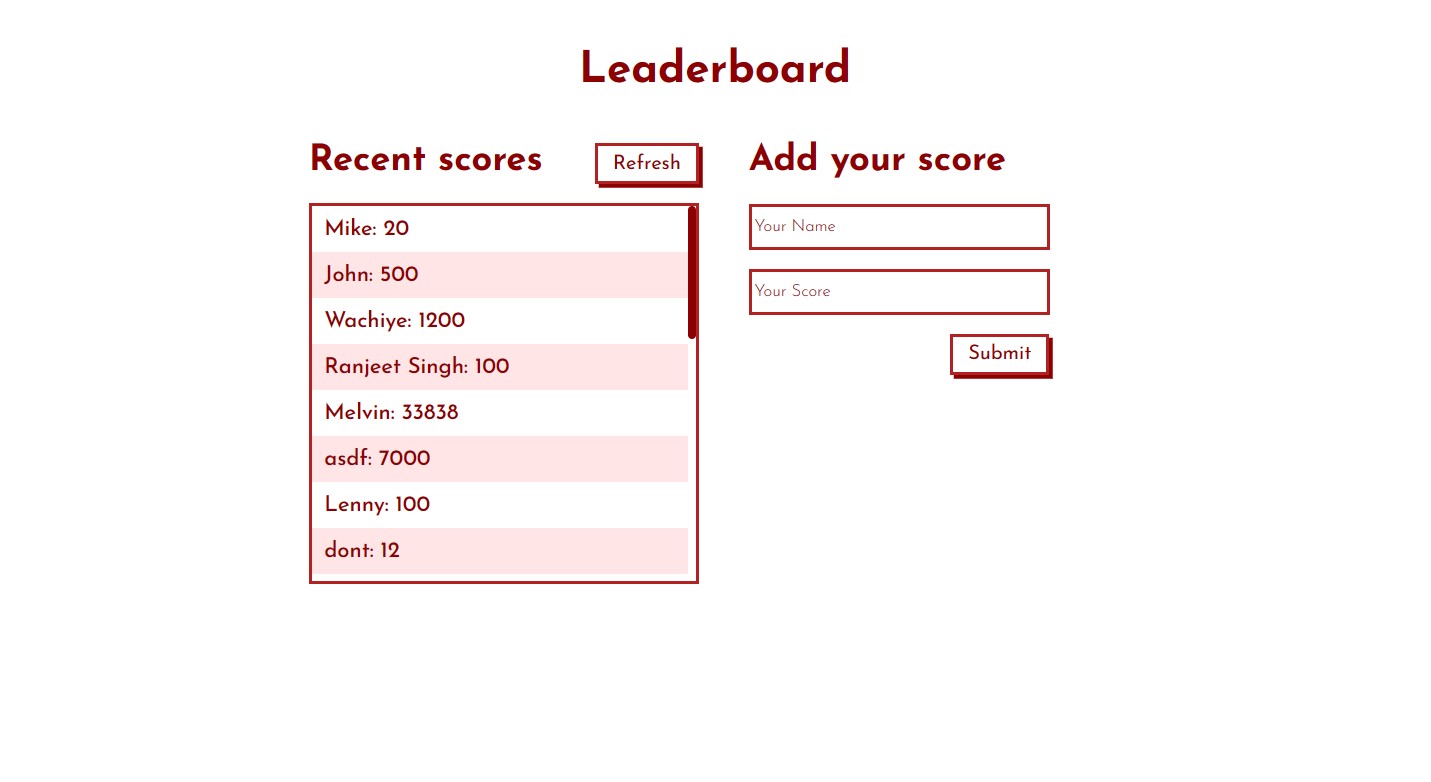 Leaderboard
Recent scores
Refresh
Mike: 20
John: 500
Wachiye: 1200
Ranjeet Singh: 100
Melvin: 33838
asdf: 7000
Lenny: 100
dont: 12
Add your score
Your Name
Your Score
Submit